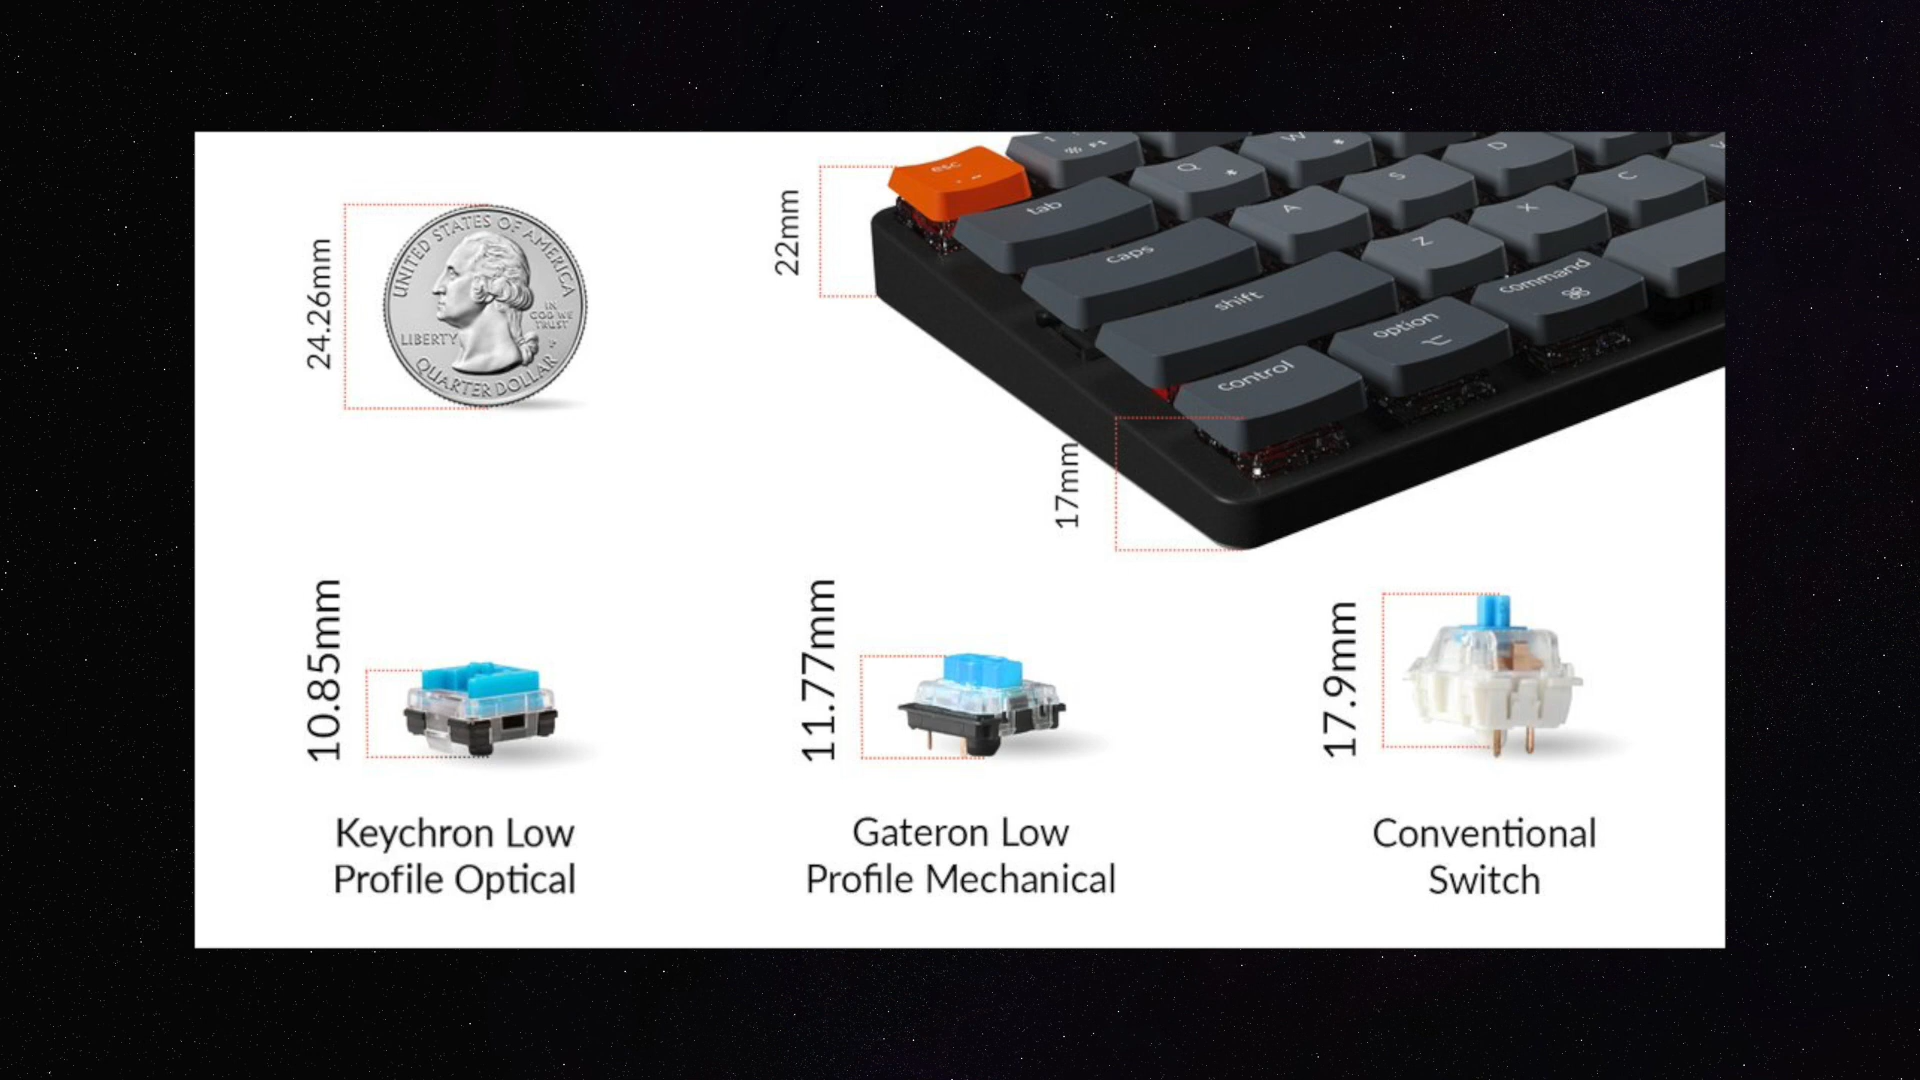 24.26mm
UNITED STATES OF AMERICA
IN
GOD WE
TRUST
LIBERTY
QUARTER DOLLAR
22mm
esc
1
F1
Q
W
D
tab
A
S
C
caps
Z
X
shift
command
⌘
option
⌥
control
17mm
10.85mm
11.77mm
17.9mm
Keychron Low
Profile Optical
Gateron Low
Profile Mechanical
Conventional
Switch